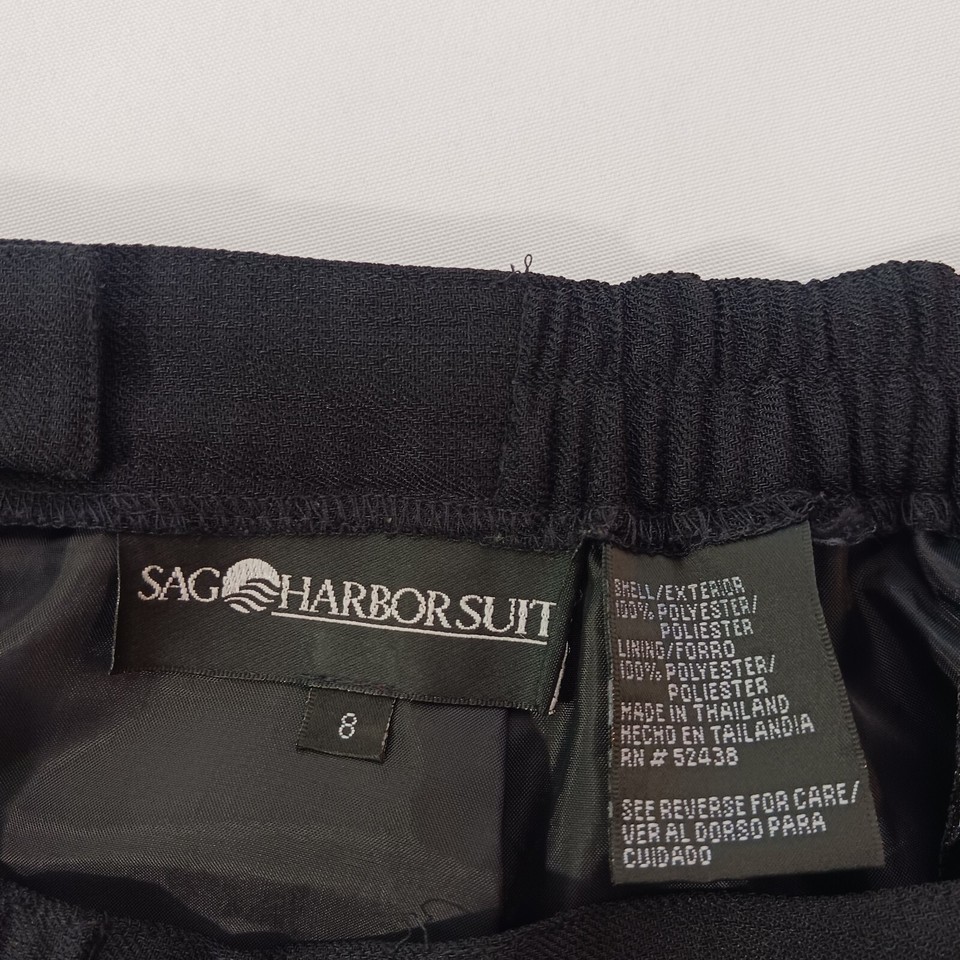 SAG HARBOR SUIT
8
SHELL/EXTERIOR
100% POLYESTER/
POLIESTER
LINING/FORRO
100% POLYESTER/
POLIESTER
MADE IN THAILAND
HECHO EN TAILANDIA
RN # 52438
SEE REVERSE FOR CARE/
VER AL DORSO PARA
CUIDADO